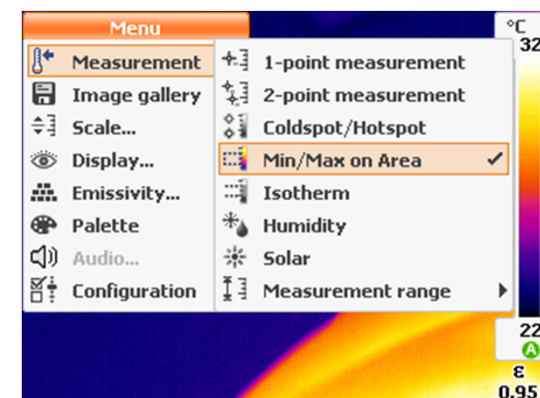 Menu
Measurement
Image gallery
Scale...
Display...
Emissivity...
Palette
Audio...
Configuration
1-point measurement
2-point measurement
Coldspot/Hotspot
Min/Max on Area
Isotherm
Humidity
Solar
Measurement range
°C
32
22
A
ε
0.95